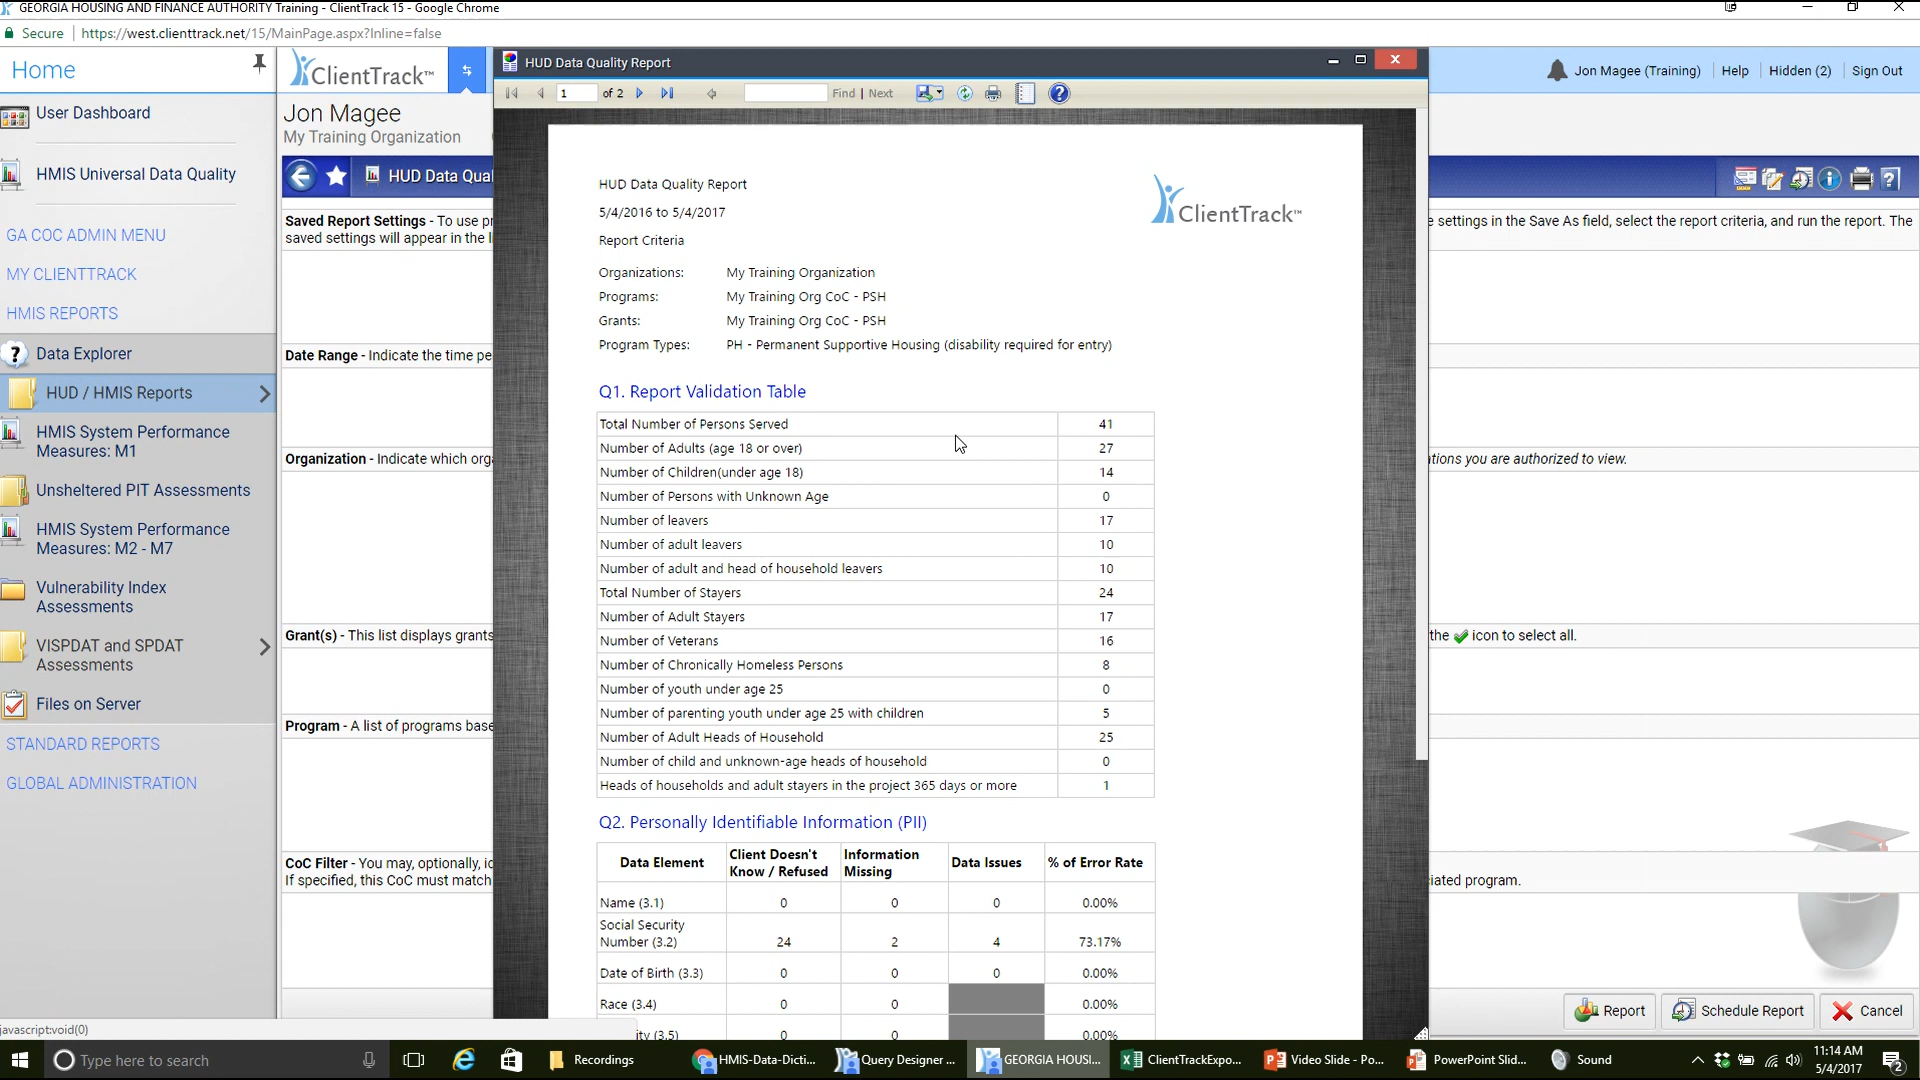 GEORGIA HOUSING AND FINANCE AUTHORITY Training - ClientTrack 15 - Google Chrome
Secure | https://west.clienttrack.net/15/MainPage.aspx?Inline=false
Home
ClientTrack™
HUD Data Quality Report
Jon Magee (Training) | Help | Hidden (2) | Sign Out
1 of 2
Find | Next
User Dashboard
HMIS Universal Data Quality
GA COC ADMIN MENU
MY CLIENTTRACK
HMIS REPORTS
Data Explorer
HUD / HMIS Reports
HMIS System Performance
Measures: M1
Unsheltered PIT Assessments
HMIS System Performance
Measures: M2 - M7
Vulnerability Index
Assessments
VISPDAT and SPDAT
Assessments
Files on Server
STANDARD REPORTS
GLOBAL ADMINISTRATION
Jon Magee
My Training Organization
HUD Data Qual
Saved Report Settings - To use pr
saved settings will appear in the li
e settings in the Save As field, select the report criteria, and run the report. The
Date Range - Indicate the time pe
Organization - Indicate which orga
tions you are authorized to view.
Grant(s) - This list displays grants
the icon to select all.
Program - A list of programs base
CoC Filter - You may, optionally, ic
If specified, this CoC must match
iated program.
HUD Data Quality Report
5/4/2016 to 5/4/2017
ClientTrack™
Report Criteria
Organizations: My Training Organization
Programs: My Training Org CoC - PSH
Grants: My Training Org CoC - PSH
Program Types: PH - Permanent Supportive Housing (disability required for entry)
Q1. Report Validation Table
Total Number of Persons Served 41
Number of Adults (age 18 or over) 27
Number of Children(under age 18) 14
Number of Persons with Unknown Age 0
Number of leavers 17
Number of adult leavers 10
Number of adult and head of household leavers 10
Total Number of Stayers 24
Number of Adult Stayers 17
Number of Veterans 16
Number of Chronically Homeless Persons 8
Number of youth under age 25 0
Number of parenting youth under age 25 with children 5
Number of Adult Heads of Household 25
Number of child and unknown-age heads of household 0
Heads of households and adult stayers in the project 365 days or more 1
Q2. Personally Identifiable Information (PII)
Data Element Client Doesn't Know / Refused Information Missing Data Issues % of Error Rate
Name (3.1) 0 0 0 0.00%
Social Security
Number (3.2) 24 2 4 73.17%
Date of Birth (3.3) 0 0 0 0.00%
Race (3.4) 0 0 0.00%
ity (3.5) 0 0 0.00%
Report
Schedule Report
Cancel
javascript:void(0)
Type here to search
Recordings
HMIS-Data-Dicti...
Query Designer ...
GEORGIA HOUSI...
ClientTrackExpo...
Video Slide - Po...
PowerPoint Slid...
Sound
11:14 AM
5/4/2017
2